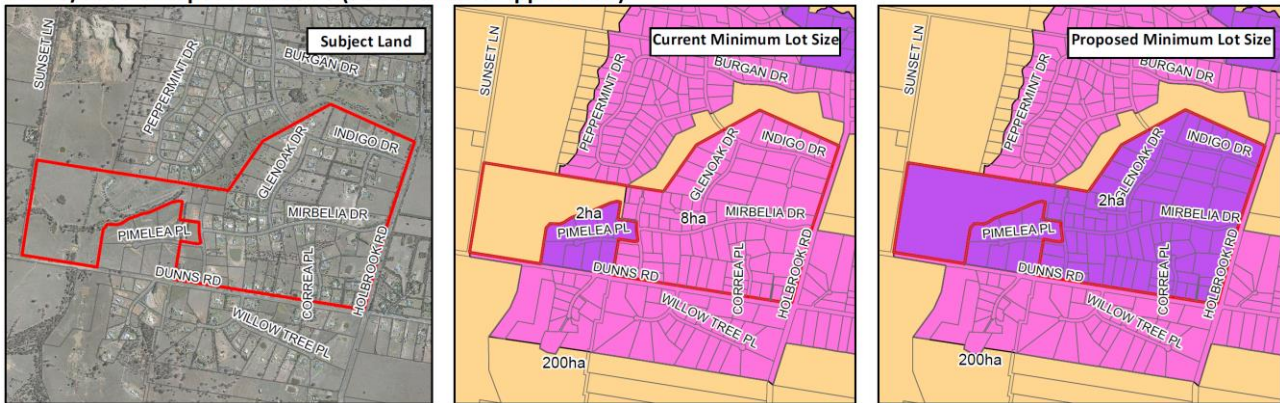 Subject Land
SUNSET LN
PEPPERMINT DR
BURGAN DR
GLENOAK DR
INDIGO DR
MIRBELIA DR
PIMELEA PL
DUNNS RD
CORREA PL
HOLBROOK RD
WILLOW TREE PL
Current Minimum Lot Size
SUNSET LN
PEPPERMINT DR
BURGAN DR
GLENOAK DR
INDIGO DR
2ha
8ha
MIRBELIA DR
PIMELEA PL
DUNNS RD
CORREA PL
HOLBROOK RD
WILLOW TREE PL
200ha
Proposed Minimum Lot Size
SUNSET LN
PEPPERMINT DR
BURGAN DR
GLENOAK DR
INDIGO DR
2ha
MIRBELIA DR
PIMELEA PL
DUNNS RD
CORREA PL
HOLBROOK RD
WILLOW TREE PL
200ha